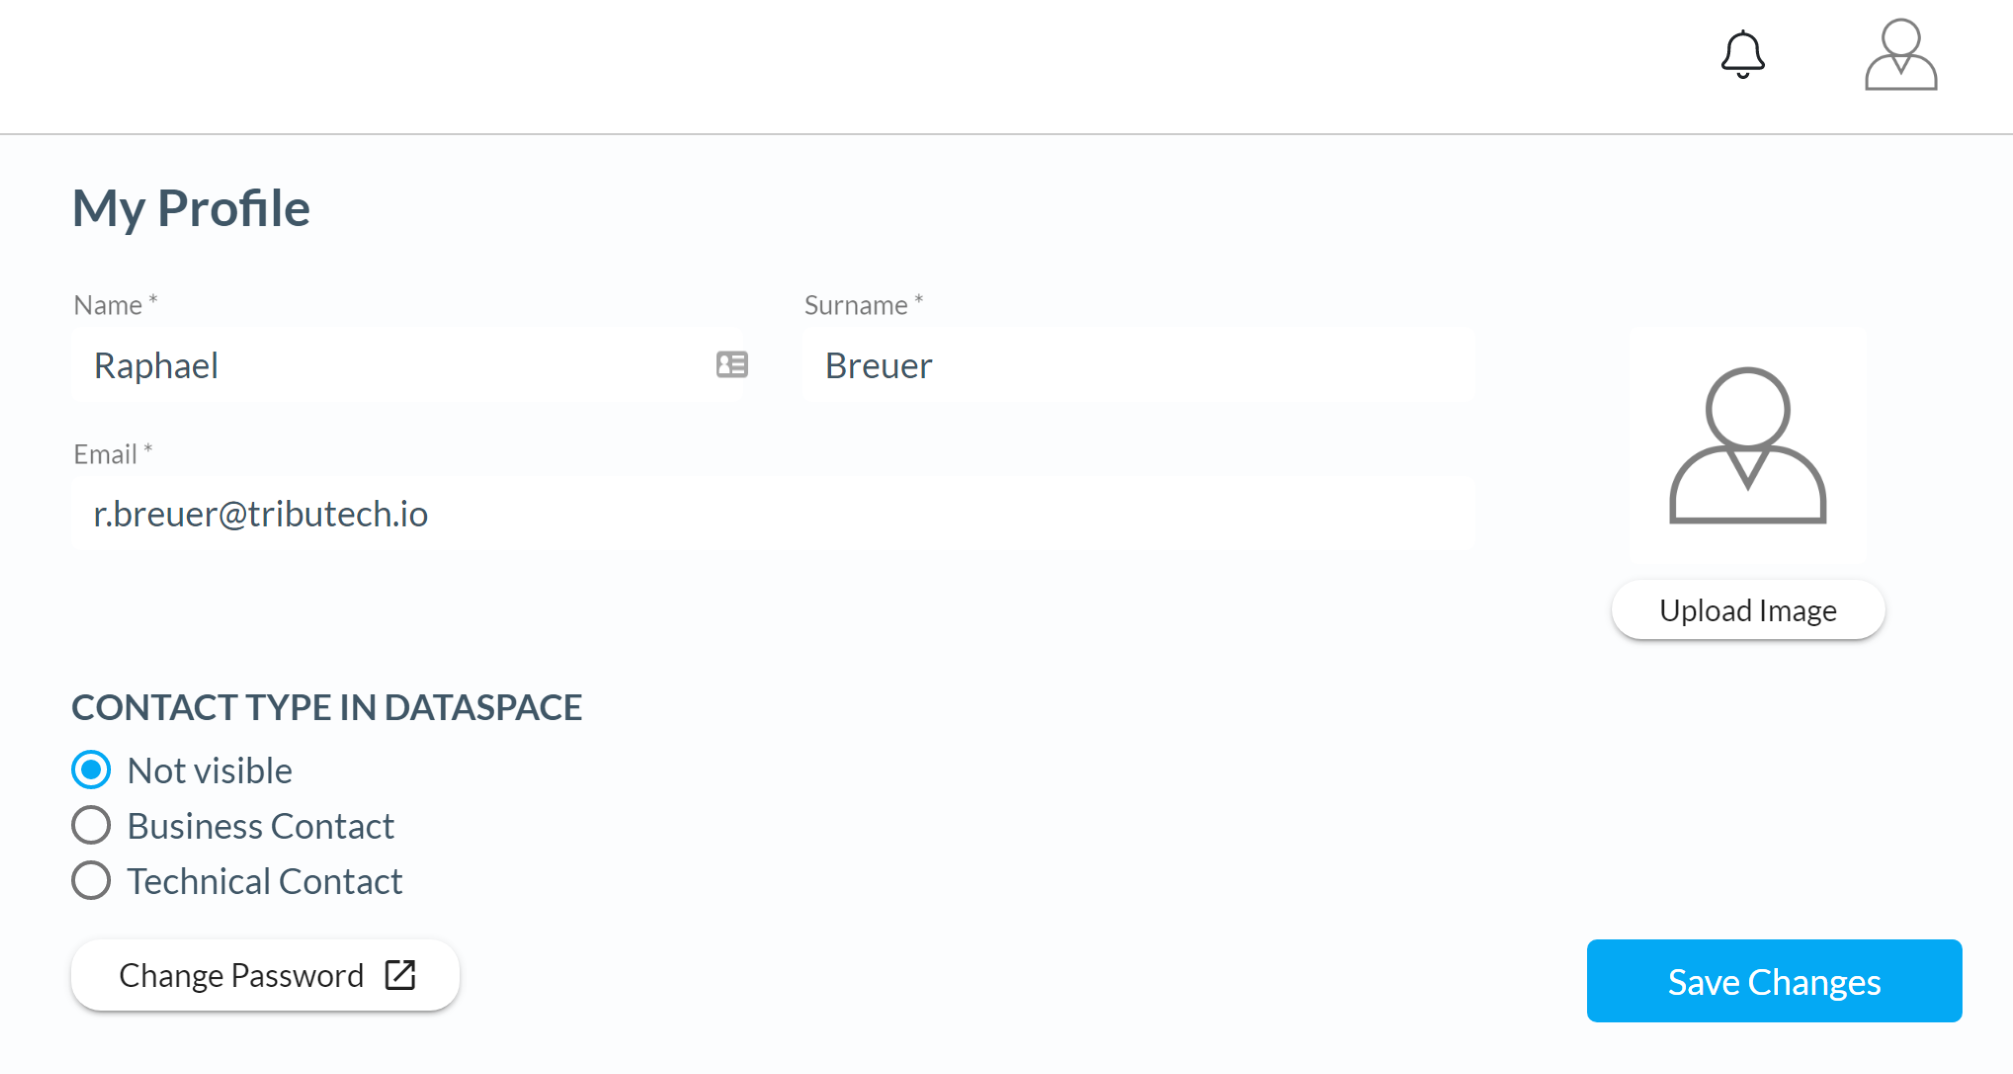 My Profile
Name *
Surname *
Raphael
Breuer
Email *
r.breuer@tributech.io
Upload Image
CONTACT TYPE IN DATASPACE
Not visible
Business Contact
Technical Contact
Change Password
Save Changes